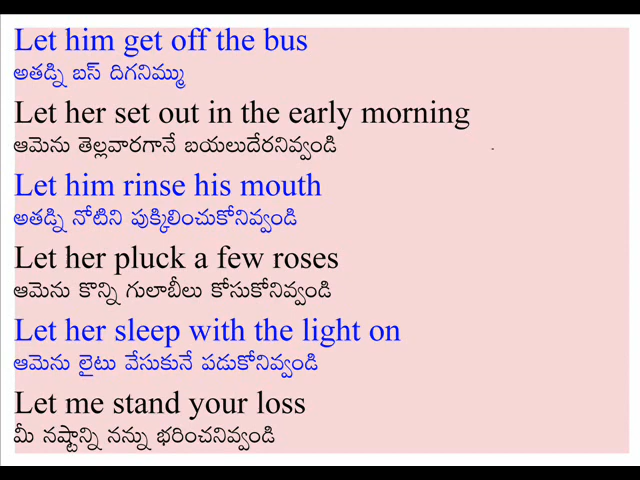 Let him get off the bus
అతడ్ని బస్ దిగనిమ్ము
Let her set out in the early morning
ఆమెను తెల్లవారగానే బయలుదేరనివ్వండి
Let him rinse his mouth
అతడ్ని నోటిని పుక్కిలించుకోనివ్వండి
Let her pluck a few roses
ఆమెను కొన్ని గులాబీలు కోసుకోనివ్వండి
Let her sleep with the light on
ఆమెను లైటు వేసుకునే పడుకోనివ్వండి
Let me stand your loss
మీ నష్టాన్ని నన్ను భరించనివ్వండి